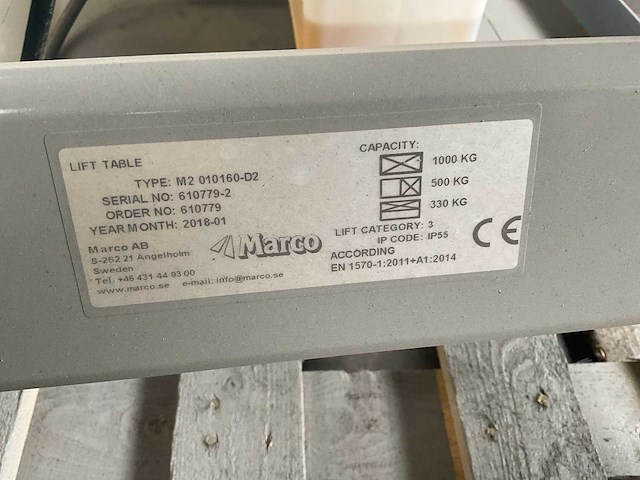 LIFT TABLE
TYPE: M2 010160-D2
SERIAL NO: 610779-2
ORDER NO: 610779
YEAR MONTH: 2018-01
Marco AB
S-262 21 Angelholm
Sweden
Tel. +46 431 44 93 00
www.marco.se e-mail: info@marco.se
Marco
CAPACITY:
1000 KG
500 KG
330 KG
LIFT CATEGORY: 3
IP CODE: IP55
ACCORDING
EN 1570-1:2011+A1:2014
CE